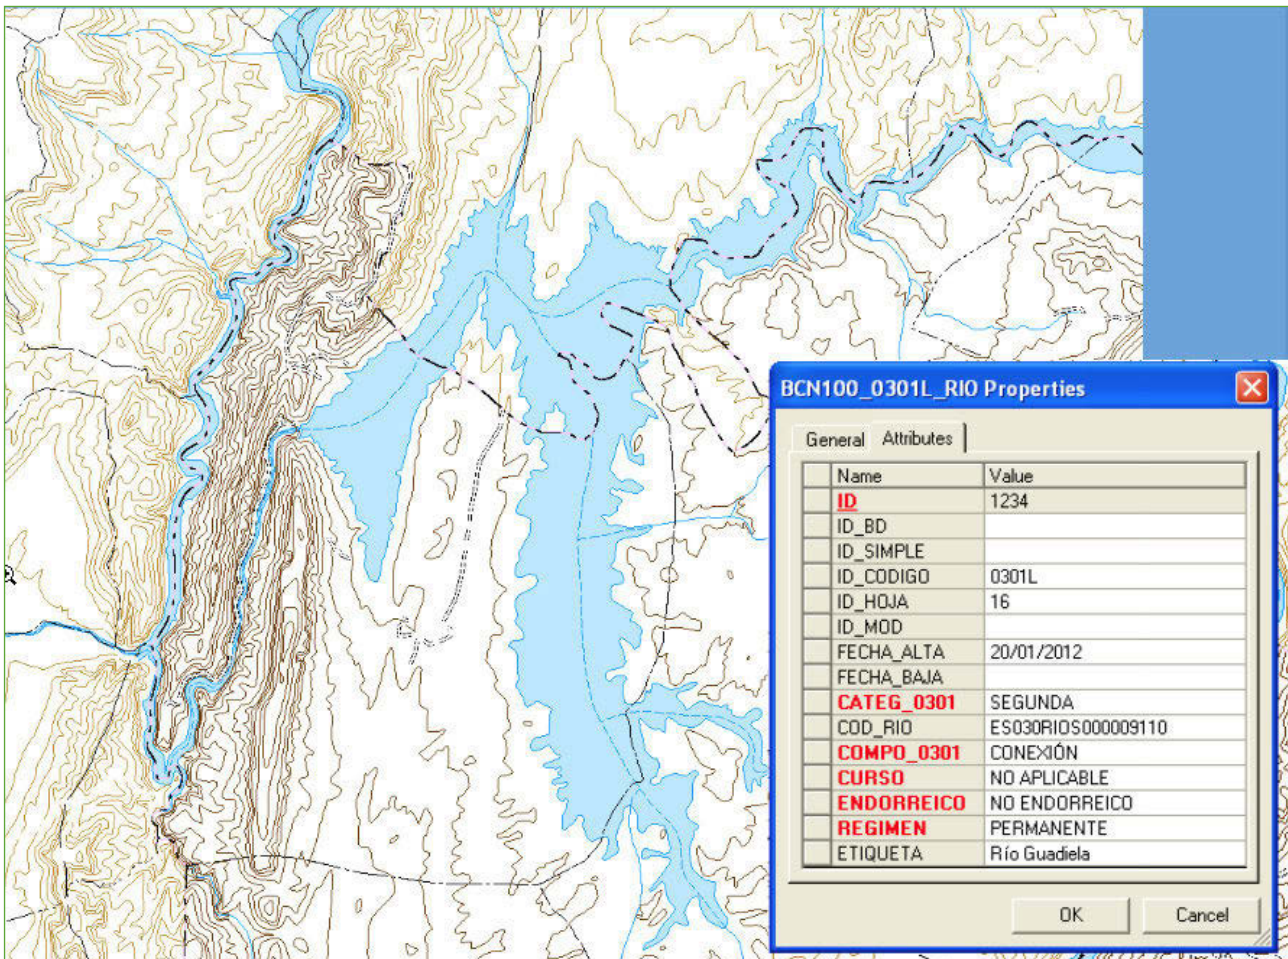 BCN100_0301L_RIO Properties
General Attributes
Name Value
ID 1234
ID_BD
ID_SIMPLE
ID_CODIGO 0301L
ID_HOJA 16
ID_MOD
FECHA_ALTA 20/01/2012
FECHA_BAJA
CATEG_0301 SEGUNDA
COD_RIO ES030RIOS000009110
COMPO_0301 CONEXIÓN
CURSO NO APLICABLE
ENDORREICO NO ENDORREICO
REGIMEN PERMANENTE
ETIQUETA Río Guadiela
OK Cancel